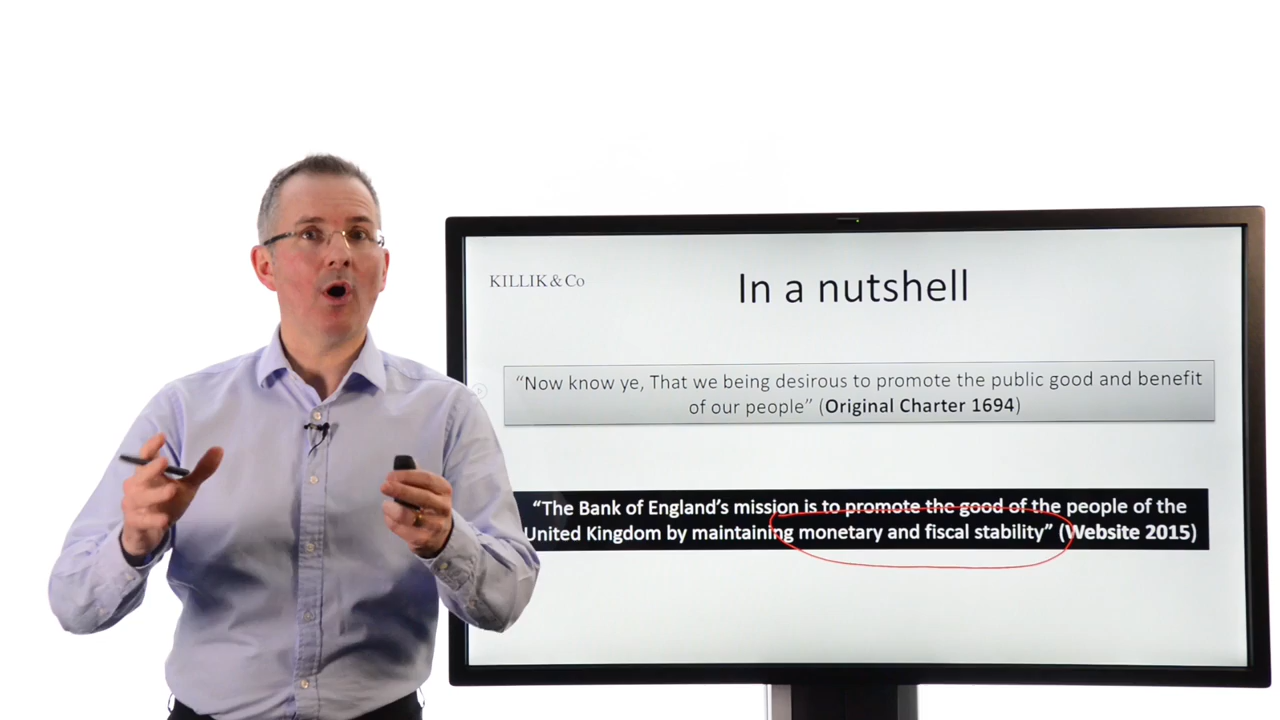 KILLIK & Co
In a nutshell
“Now know ye, That we being desirous to promote the public good and benefit
of our people” (Original Charter 1694)
“The Bank of England’s mission is to promote the good of the people of the
United Kingdom by maintaining monetary and fiscal stability” (Website 2015)